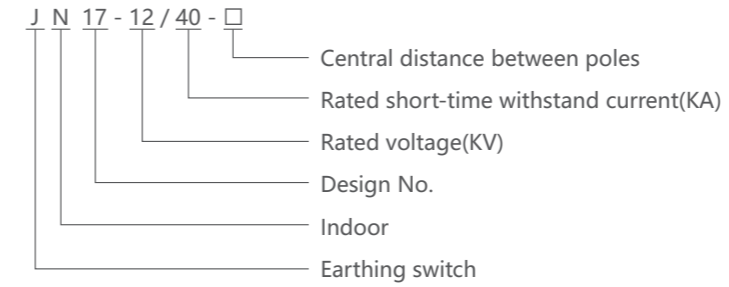 J N 17 - 12 / 40 - □
Central distance between poles
Rated short-time withstand current(KA)
Rated voltage(KV)
Design No.
Indoor
Earthing switch